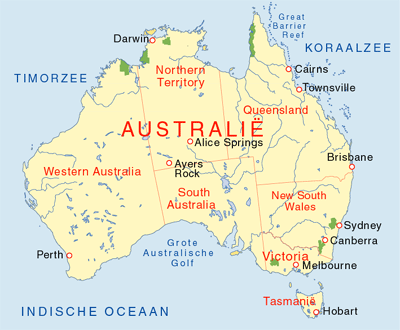 Great
Barrier
Reef
Darwin
KORAALZEE
TIMORZEE
Northern
Territory
Cairns
Townsville
Queensland
AUSTRALIË
Alice Springs
Brisbane
Ayers
Rock
Western Australia
South
Australia
New South
Wales
Sydney
Canberra
Grote
Australische
Golf
Perth
Victoria
Melbourne
Tasmanië
Hobart
INDISCHE OCEAAN